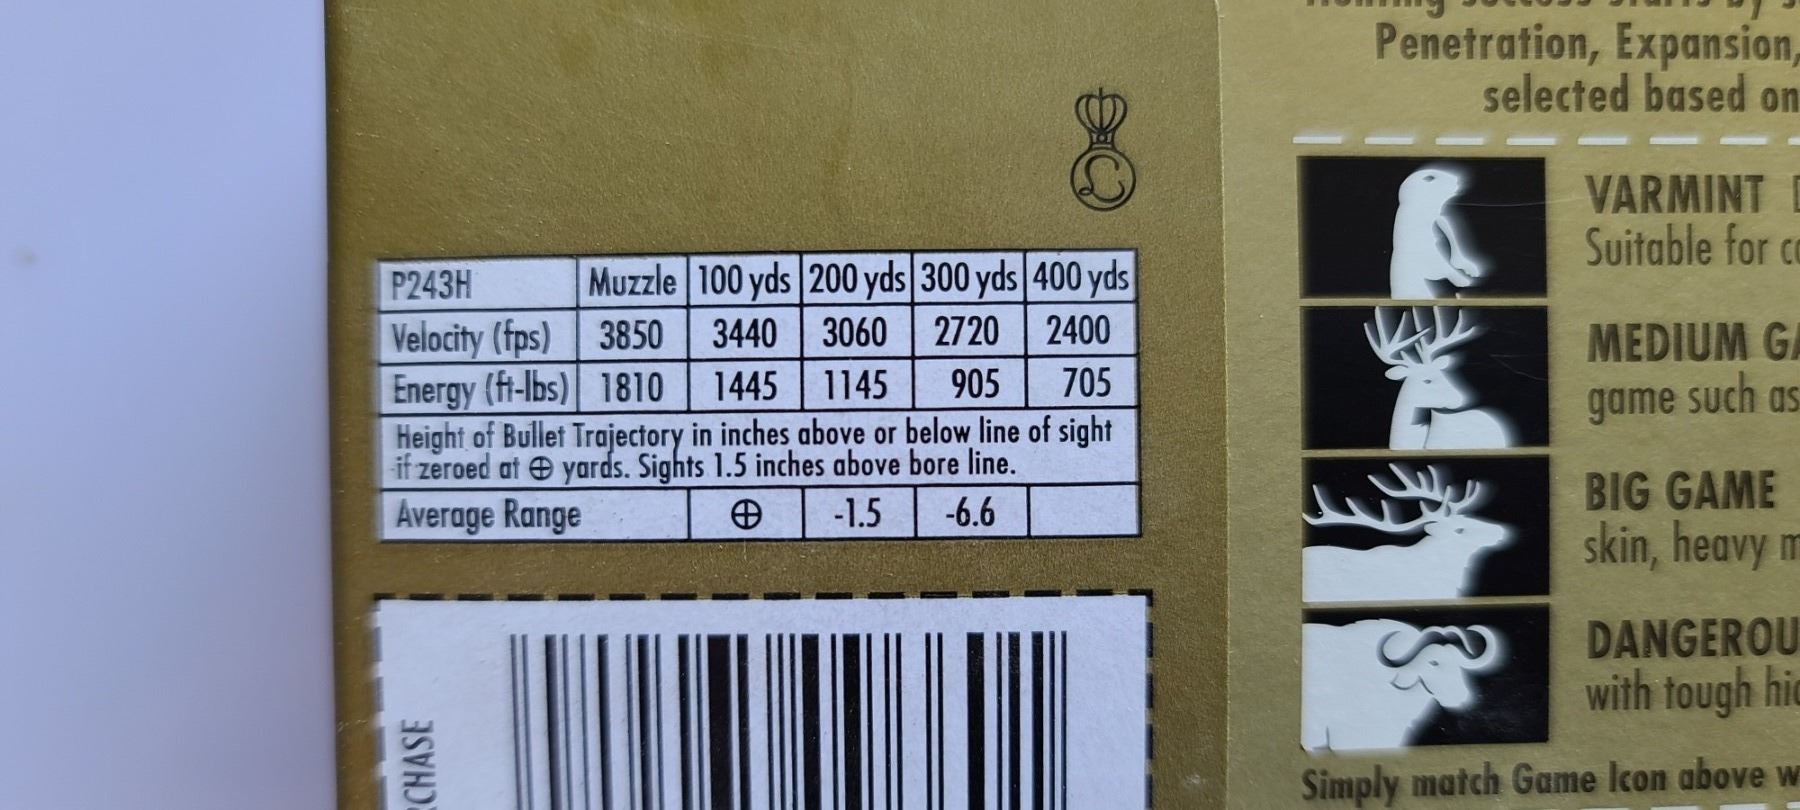 Penetration, Expansion,
selected based on
P243H Muzzle 100 yds 200 yds 300 yds 400 yds
Velocity (fps) 3850 3440 3060 2720 2400
Energy (ft-lbs) 1810 1445 1145 905 705
Height of Bullet Trajectory in inches above or below line of sight
if zeroed at ⊕ yards. Sights 1.5 inches above bore line.
Average Range ⊕ -1.5 -6.6
VARMINT
Suitable for
MEDIUM
game such as
BIG GAME
skin, heavy
DANGEROU
with tough
Simply match Game Icon above